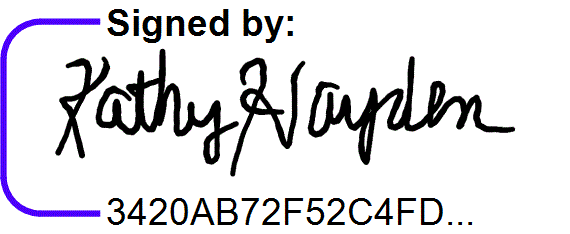 Signed by:
Kathy Hayden
3420AB72F52C4FD...